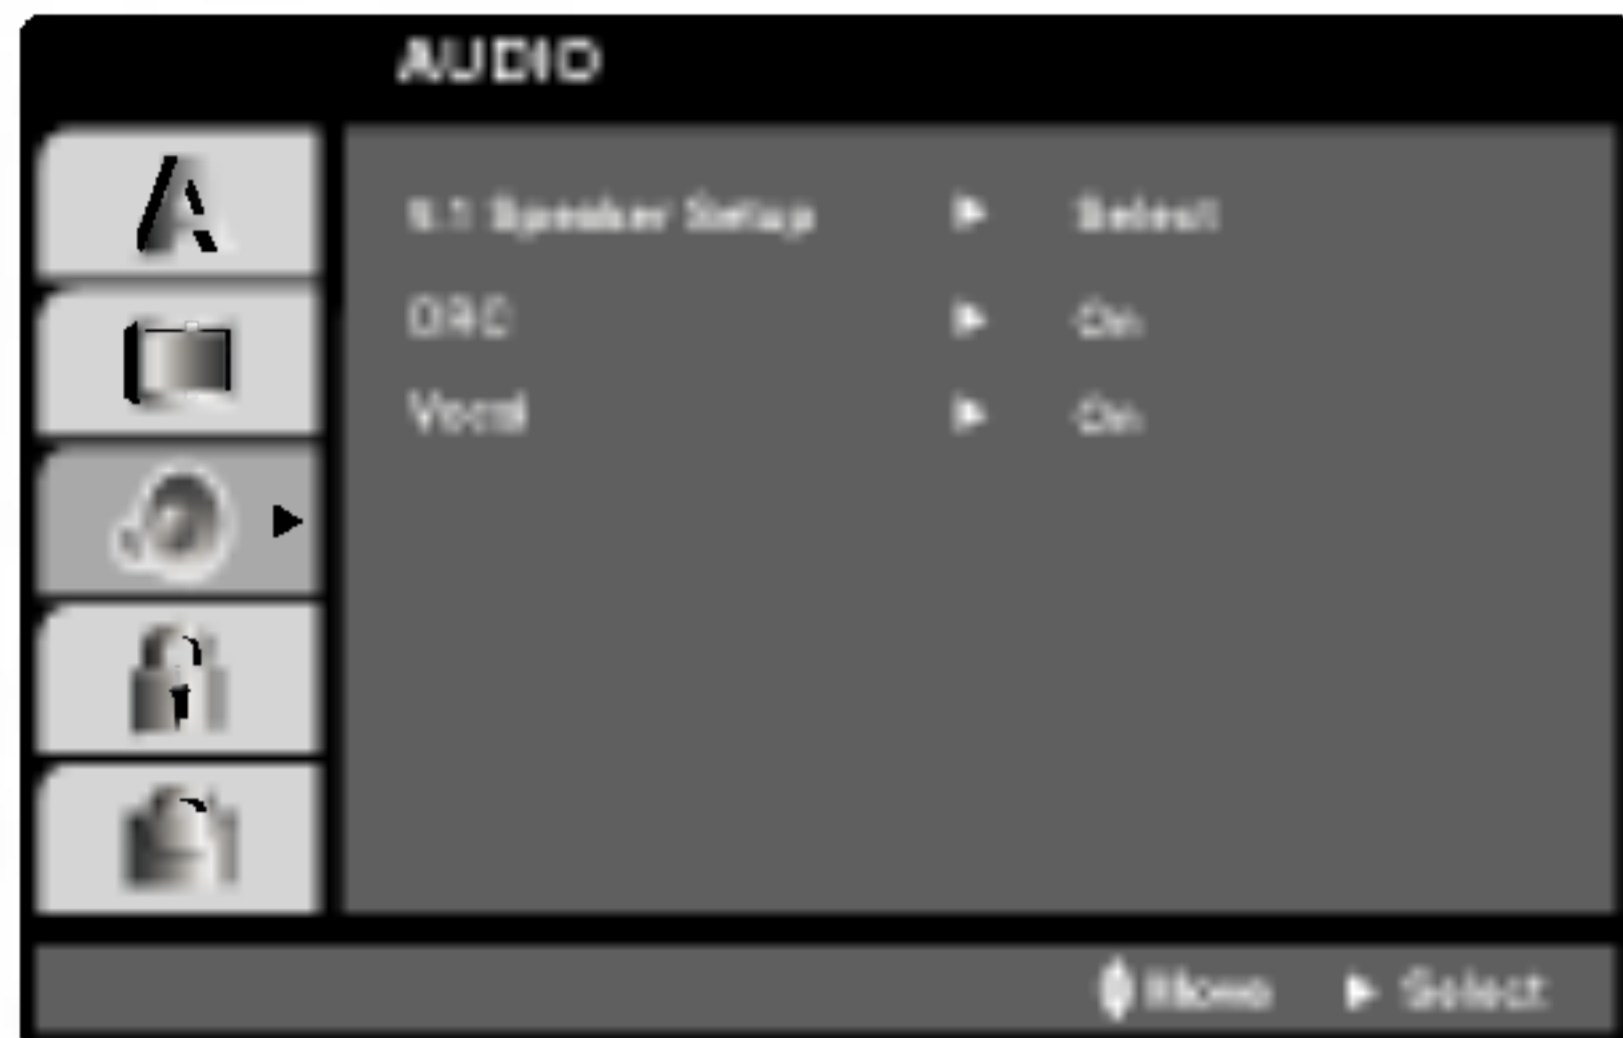 AUDIO
5.1 Speaker Setup ▶ Select
DRC ▶ On
Vocal ▶ On
Move ▶ Select